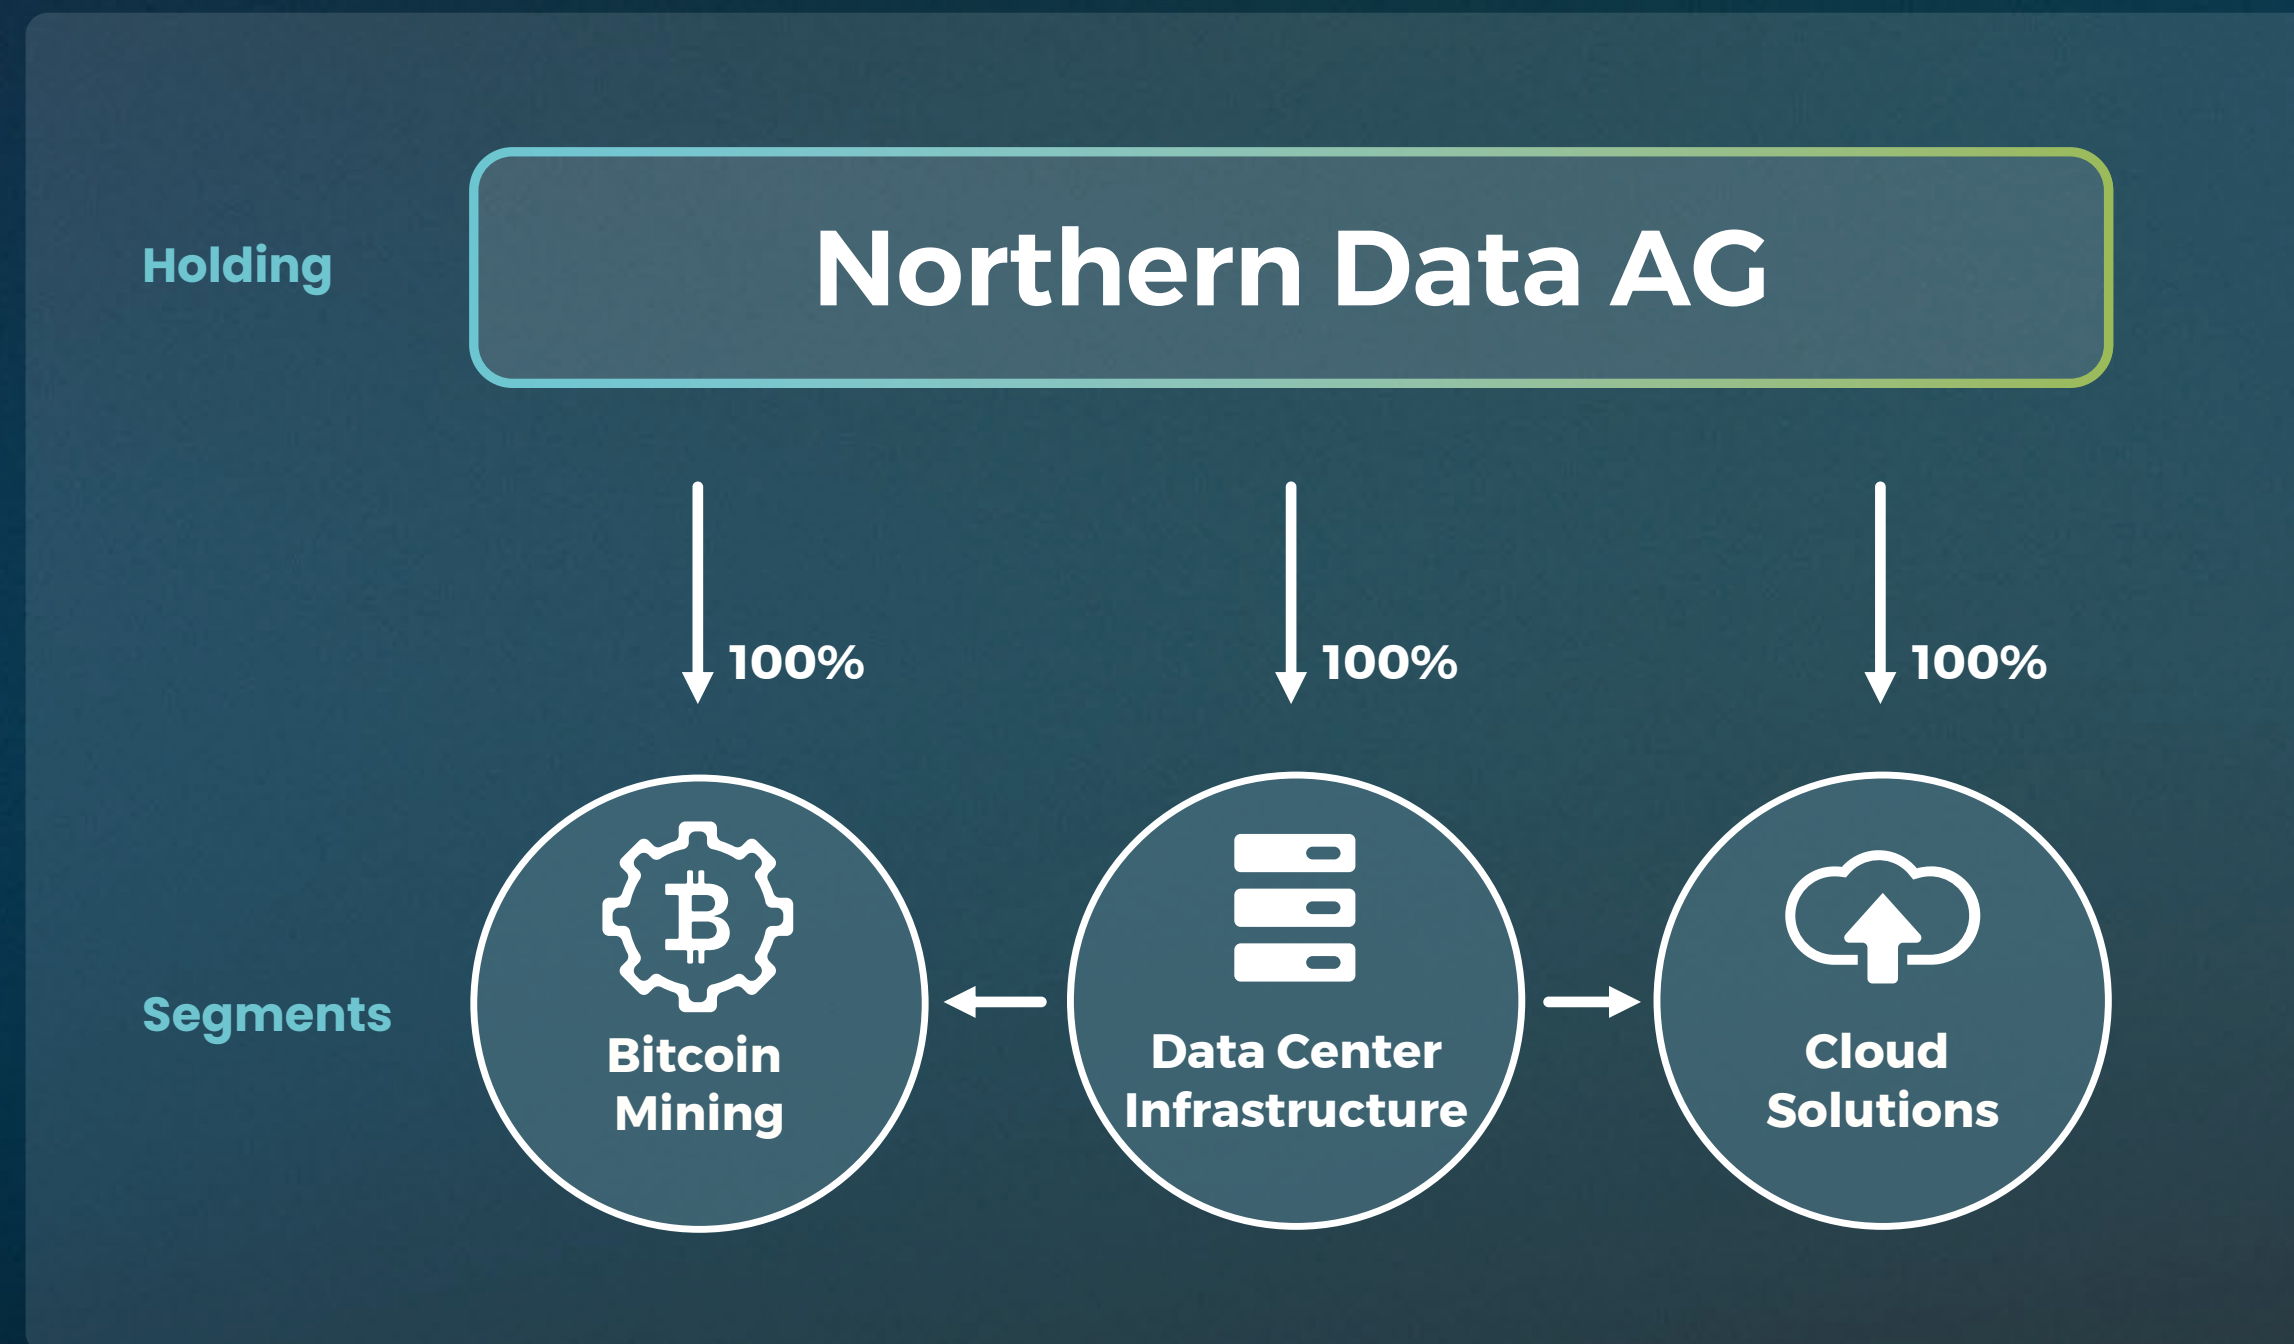 Holding
Northern Data AG
100%
100%
100%
Segments
Bitcoin
Mining
Data Center
Infrastructure
Cloud
Solutions